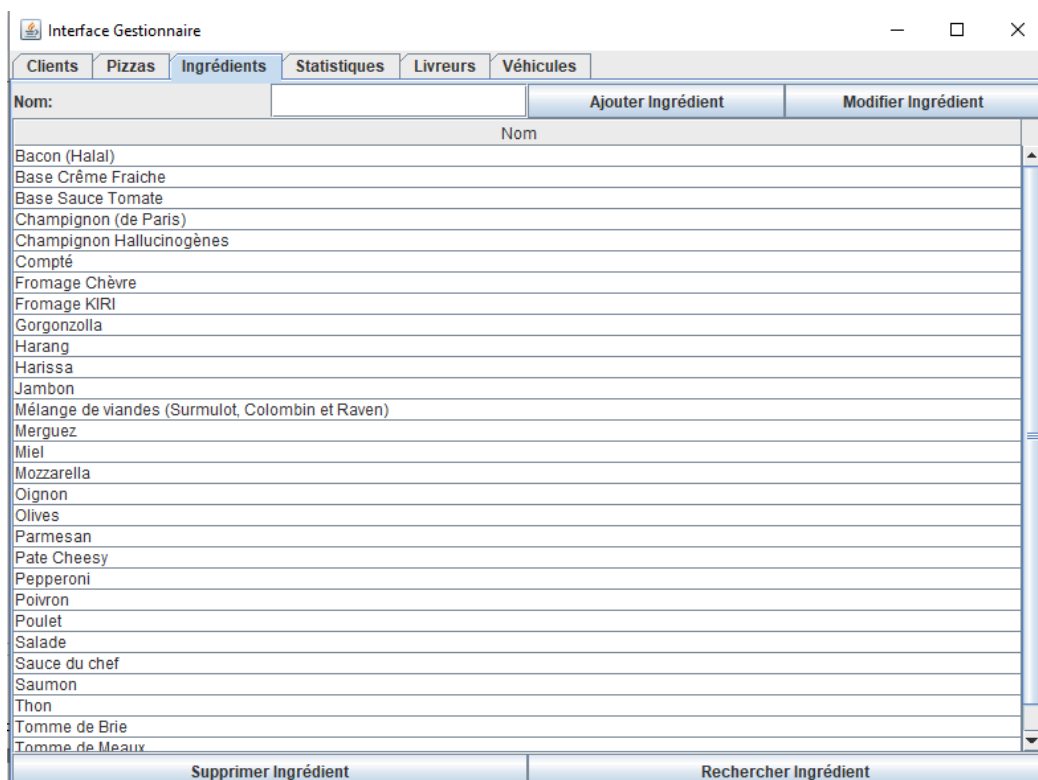 Interface Gestionnaire
Clients Pizzas Ingrédients Statistiques Livreurs Véhicules
Nom: Ajouter Ingrédient Modifier Ingrédient
Nom
Bacon (Halal)
Base Crême Fraiche
Base Sauce Tomate
Champignon (de Paris)
Champignon Hallucinogènes
Compté
Fromage Chèvre
Fromage KIRI
Gorgonzolla
Harang
Harissa
Jambon
Mélange de viandes (Surmulot, Colombin et Raven)
Merguez
Miel
Mozzarella
Oignon
Olives
Parmesan
Pate Cheesy
Pepperoni
Poivron
Poulet
Salade
Sauce du chef
Saumon
Thon
Tomme de Brie
Tomme de Meaux
Supprimer Ingrédient Rechercher Ingrédient